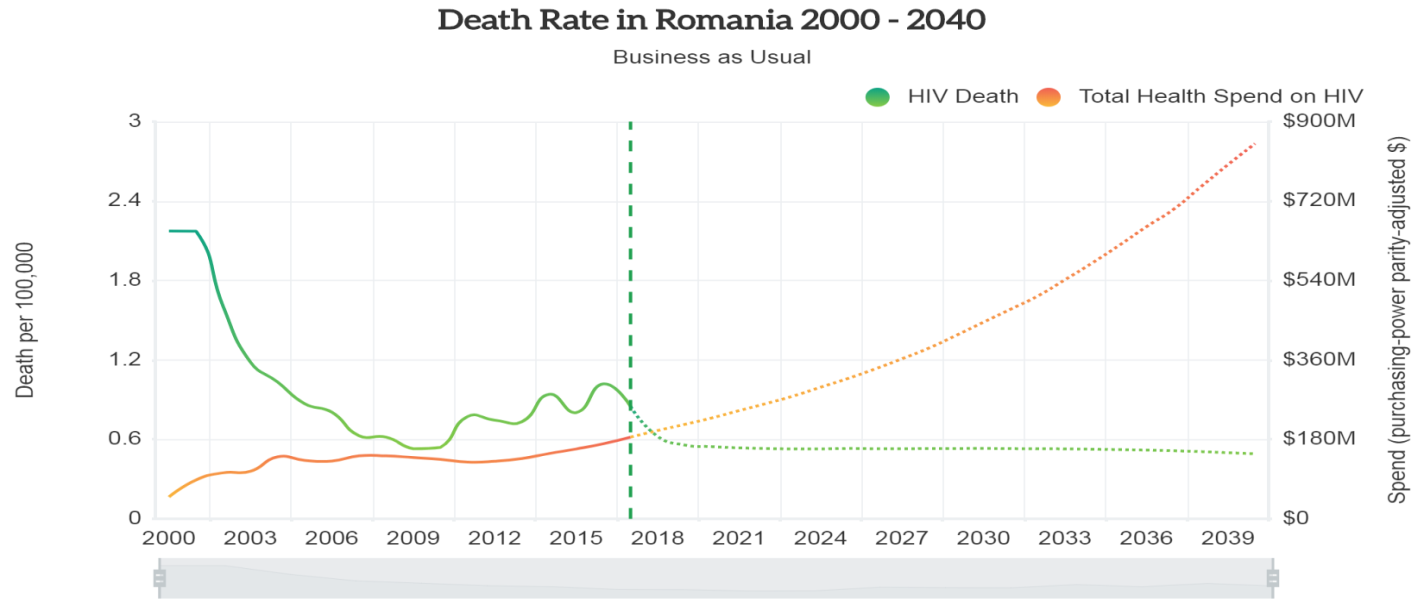 Death Rate in Romania 2000 - 2040
Business as Usual
HIV Death Total Health Spend on HIV
3 $900M
2.4 $720M
1.8 $540M
1.2 $360M
0.6 $180M
0 $0
Death per 100,000
Spend (purchasing-power parity-adjusted $)
2000 2003 2006 2009 2012 2015 2018 2021 2024 2027 2030 2033 2036 2039